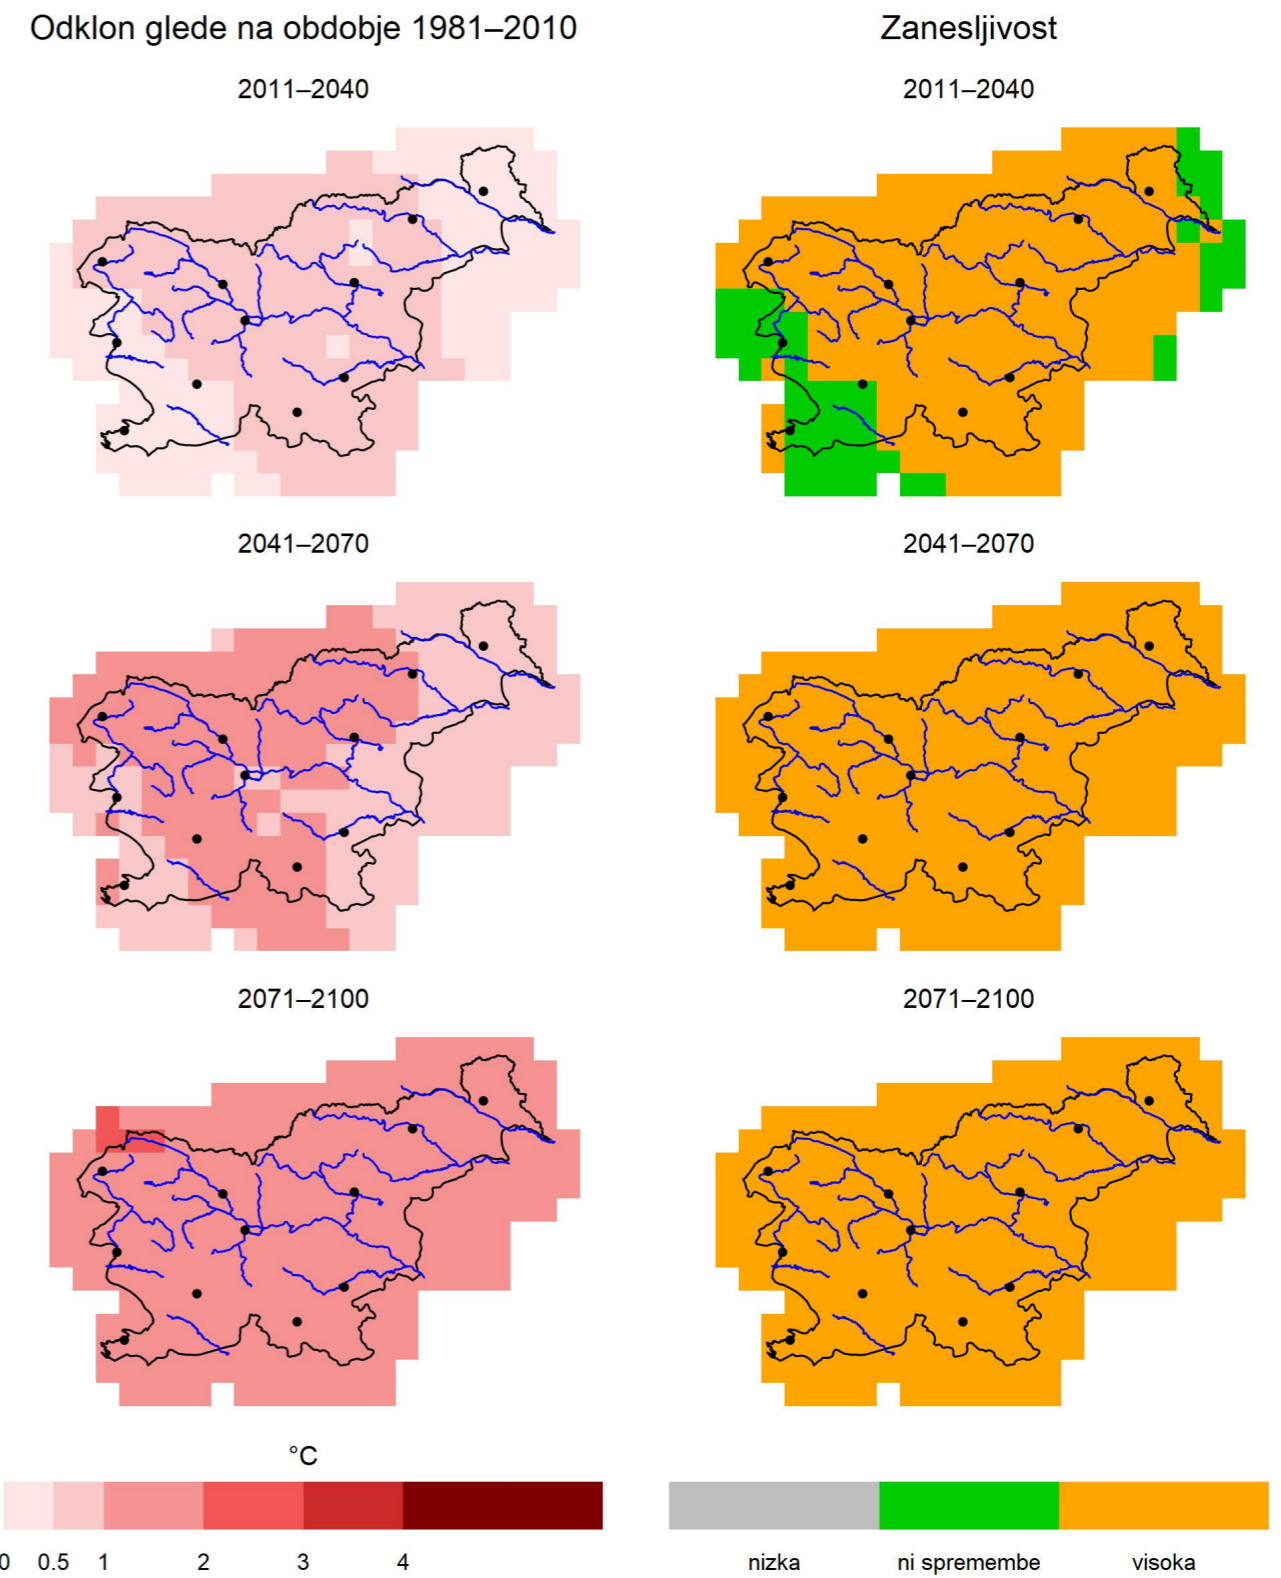 Odklon glede na obdobje 1981–2010
Zanesljivost
2011–2040
2011–2040
2041–2070
2041–2070
2071–2100
2071–2100
°C
0 0.5 1 2 3 4
nizka ni spremembe visoka